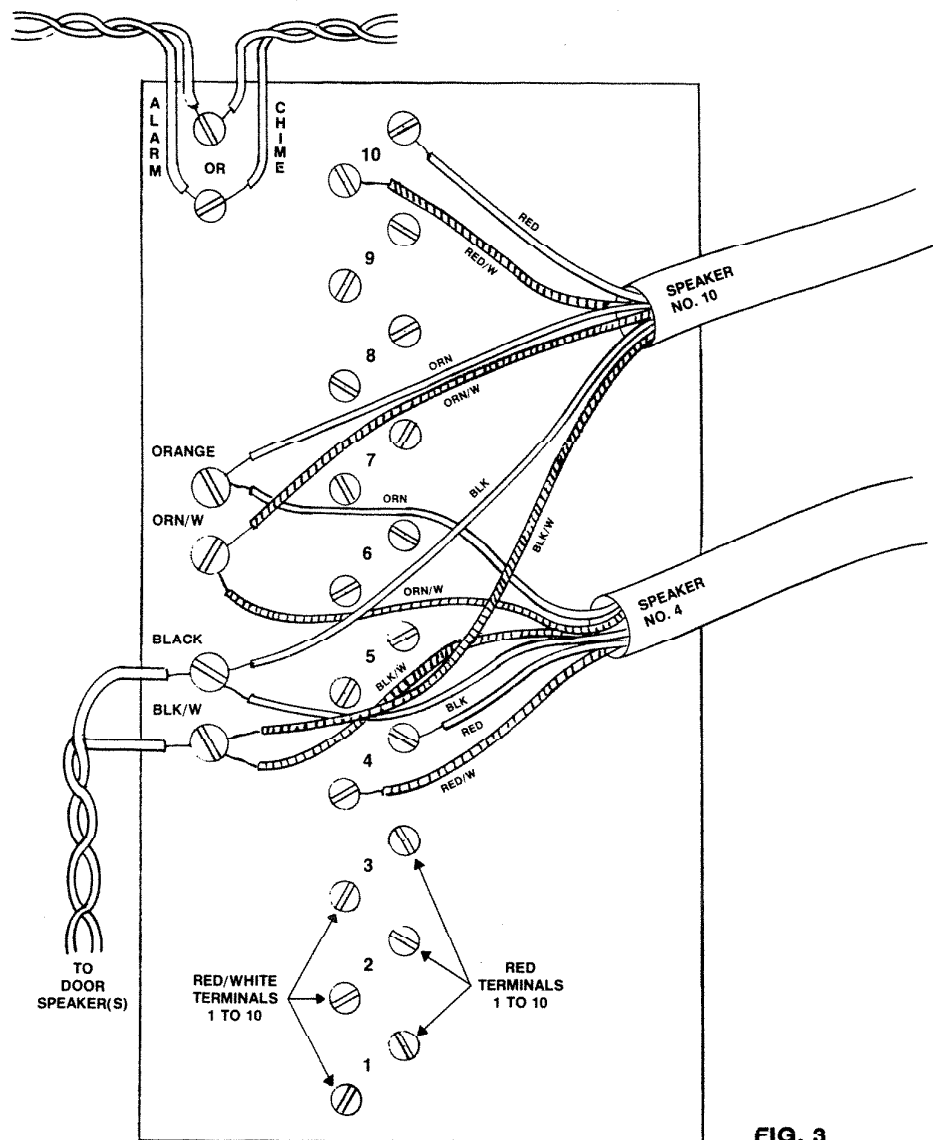 ALARM
OR
CHIME
10
RED
RED/W
SPEAKER
NO. 10
9
8
ORN
ORN/W
ORANGE
7
BLK
ORN
ORN/W
BLK/W
6
SPEAKER
NO. 4
ORN/W
BLACK
5
BLK/W
BLK/W
BLK
RED
4
RED/W
3
TO
DOOR
SPEAKER(S)
2
RED/WHITE
TERMINALS
1 TO 10
RED
TERMINALS
1 TO 10
1
FIG. 3